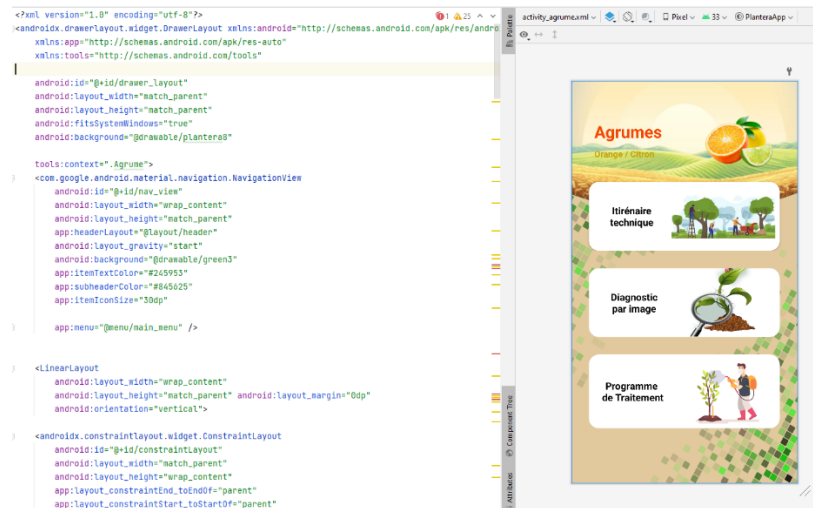 <?xml version="1.0" encoding="utf-8"?>
1 25
<androidx.drawerlayout.widget.DrawerLayout xmlns:android="http://schemas.android.com/apk/res/andro
xmlns:app="http://schemas.android.com/apk/res-auto"
xmlns:tools="http://schemas.android.com/tools"
android:id="@+id/drawer_layout"
android:layout_width="match_parent"
android:layout_height="match_parent"
android:fitsSystemWindows="true"
android:background="@drawable/plantera8"
tools:context=".Agrume">
<com.google.android.material.navigation.NavigationView
android:id="@+id/nav_view"
android:layout_width="wrap_content"
android:layout_height="match_parent"
app:headerLayout="@layout/header"
android:layout_gravity="start"
android:background="@drawable/green3"
app:itemTextColor="#245953"
app:subheaderColor="#845625"
app:itemIconSize="30dp"
app:menu="@menu/main_menu" />
<LinearLayout
android:layout_width="wrap_content"
android:layout_height="match_parent" android:layout_margin="0dp"
android:orientation="vertical">
<androidx.constraintlayout.widget.ConstraintLayout
android:id="@+id/constraintLayout"
android:layout_width="match_parent"
android:layout_height="wrap_content"
app:layout_constraintEnd_toEndOf="parent"
app:layout_constraintStart_toStartOf="parent"
Palette
Component Tree
Attributes
activity_agrume.xml
Pixel
33
PlanteraApp
Agrumes
Orange / Citron
Itirénaire
technique
Diagnostic
par image
Programme
de Traitement